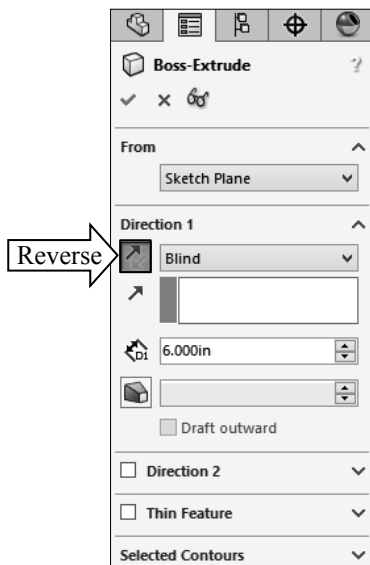 Boss-Extrude
?
From
Sketch Plane
Direction 1
Reverse
Blind
D1
6.000in
Draft outward
Direction 2
Thin Feature
Selected Contours